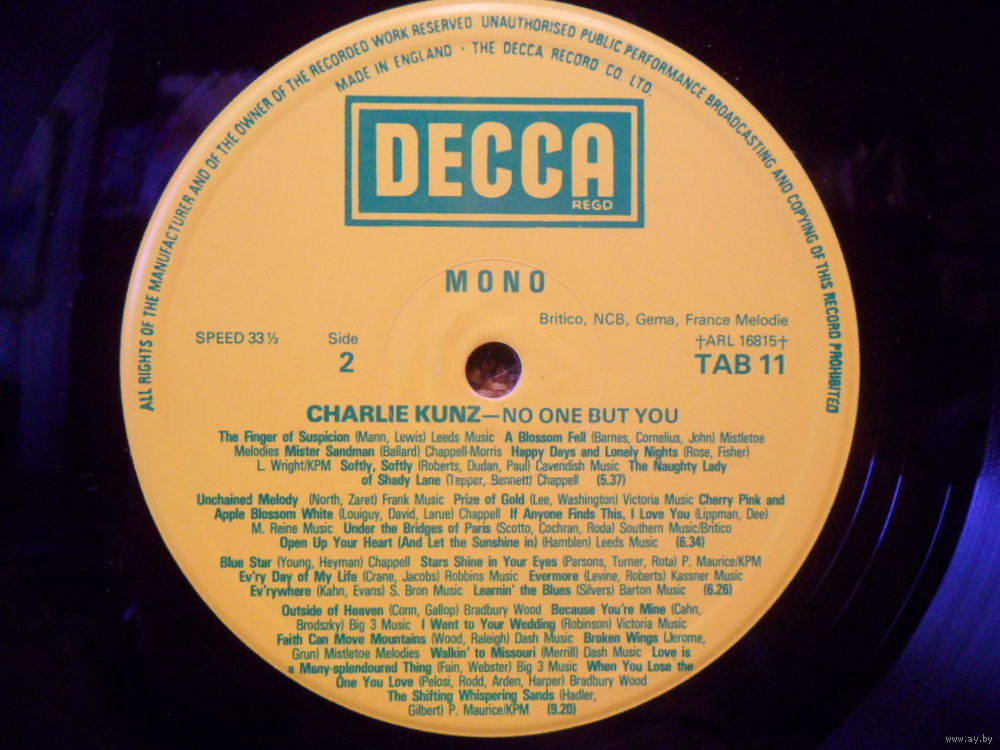 ALL RIGHTS OF THE MANUFACTURER AND OF THE OWNER OF THE RECORDED WORK RESERVED UNAUTHORISED PUBLIC PERFORMANCE BROADCASTING AND COPYING OF THIS RECORD PROHIBITED
MADE IN ENGLAND · THE DECCA RECORD CO. LTD.
DECCA
REGD.
MONO
Britico, NCB, Gema, France Melodie
SPEED 33⅓ Side †ARL 16815†
2 TAB 11
CHARLIE KUNZ—NO ONE BUT YOU
The Finger of Suspicion (Mann, Lewis) Leeds Music A Blossom Fell (Barnes, Cornelius, John) Mistletoe
Melodies Mister Sandman (Ballard) Chappell-Morris Happy Days and Lonely Nights (Rose, Fisher)
L. Wright/KPM Softly, Softly (Roberts, Dudan, Paul) Cavendish Music The Naughty Lady
of Shady Lane (Tepper, Bennett) Chappell (5.37)
Unchained Melody (North, Zaret) Frank Music Prize of Gold (Lee, Washington) Victoria Music Cherry Pink and
Apple Blossom White (Louiguy, David, Larue) Chappell If Anyone Finds This, I Love You (Lippman, Dee)
M. Reine Music Under the Bridges of Paris (Scotto, Cochran, Roda) Southern Music/Britico
Open Up Your Heart (And Let the Sunshine in) (Hamblen) Leeds Music (6.34)
Blue Star (Young, Heyman) Chappell Stars Shine in Your Eyes (Parsons, Turner, Rota) P. Maurice/KPM
Ev'ry Day of My Life (Crane, Jacobs) Robbins Music Evermore (Levine, Roberts) Kassner Music
Ev'rywhere (Kahn, Evans) S. Bron Music Learnin' the Blues (Silvers) Barton Music (6.26)
Outside of Heaven (Conn, Gallop) Bradbury Wood Because You're Mine (Cahn,
Brodszky) Big 3 Music I Went to Your Wedding (Robinson) Victoria Music
Faith Can Move Mountains (Wood, Raleigh) Dash Music Broken Wings (Jerome,
Grun) Mistletoe Melodies Walkin' to Missouri (Merrill) Dash Music Love is
a Many-splendoured Thing (Fain, Webster) Big 3 Music When You Lose the
One You Love (Pelosi, Rodd, Arden, Harper) Bradbury Wood
The Shifting Whispering Sands (Hadler,
Gilbert) P. Maurice/KPM (9.20)
www.ay.by